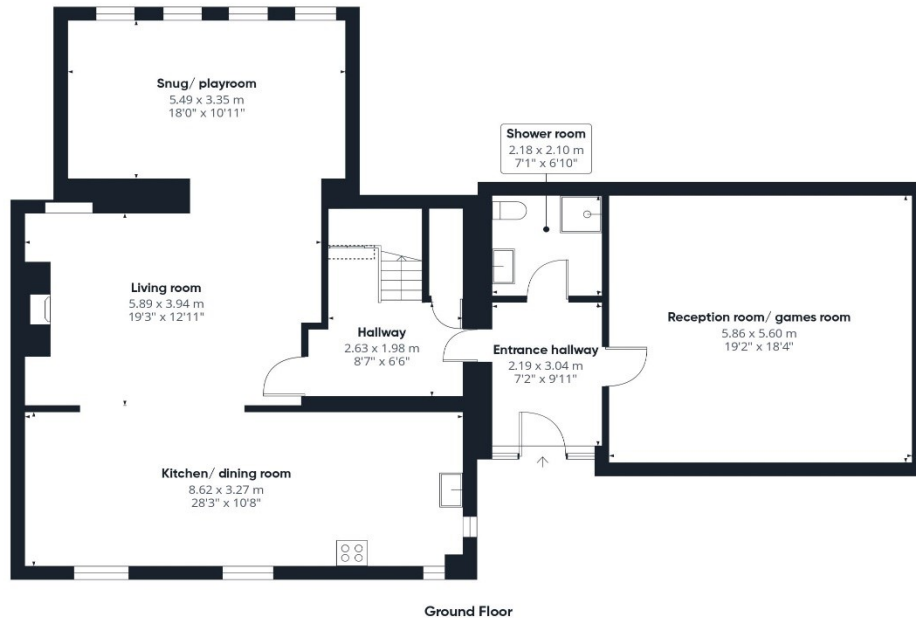 Snug/ playroom
5.49 x 3.35 m
18'0" x 10'11"
Shower room
2.18 x 2.10 m
7'1" x 6'10"
Living room
5.89 x 3.94 m
19'3" x 12'11"
Hallway
2.63 x 1.98 m
8'7" x 6'6"
Entrance hallway
2.19 x 3.04 m
7'2" x 9'11"
Reception room/ games room
5.86 x 5.60 m
19'2" x 18'4"
Kitchen/ dining room
8.62 x 3.27 m
28'3" x 10'8"
Ground Floor